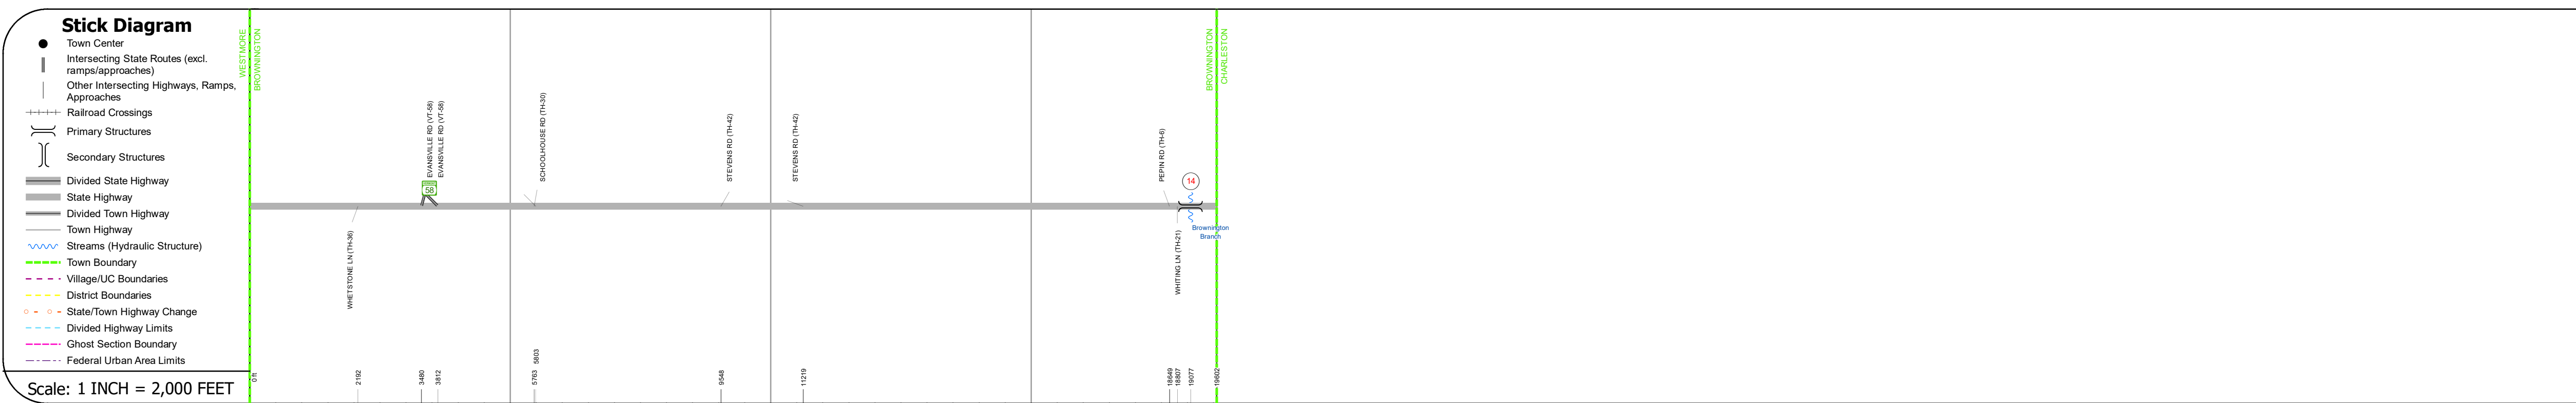 Stick Diagram
Town Center
Intersecting State Routes (excl.
ramps/approaches)
Other Intersecting Highways, Ramps,
Approaches
Railroad Crossings
Primary Structures
Secondary Structures
Divided State Highway
State Highway
Divided Town Highway
Town Highway
Streams (Hydraulic Structure)
Town Boundary
Village/UC Boundaries
District Boundaries
State/Town Highway Change
Divided Highway Limits
Ghost Section Boundary
Federal Urban Area Limits
Scale: 1 INCH = 2,000 FEET
WESTMORE
BROWNINGTON
WHETSTONE LN (TH-36)
EVANSVILLE RD (VT-58)
EVANSVILLE RD (VT-58)
58
SCHOOLHOUSE RD (TH-30)
STEVENS RD (TH-42)
STEVENS RD (TH-42)
PEPIN RD (TH-6)
WHITING LN (TH-21)
14
Brownington
Branch
BROWNINGTON
CHARLESTON
0 ft
2192
3480
3812
5763
5803
9548
11219
18649
18807
19077
19602